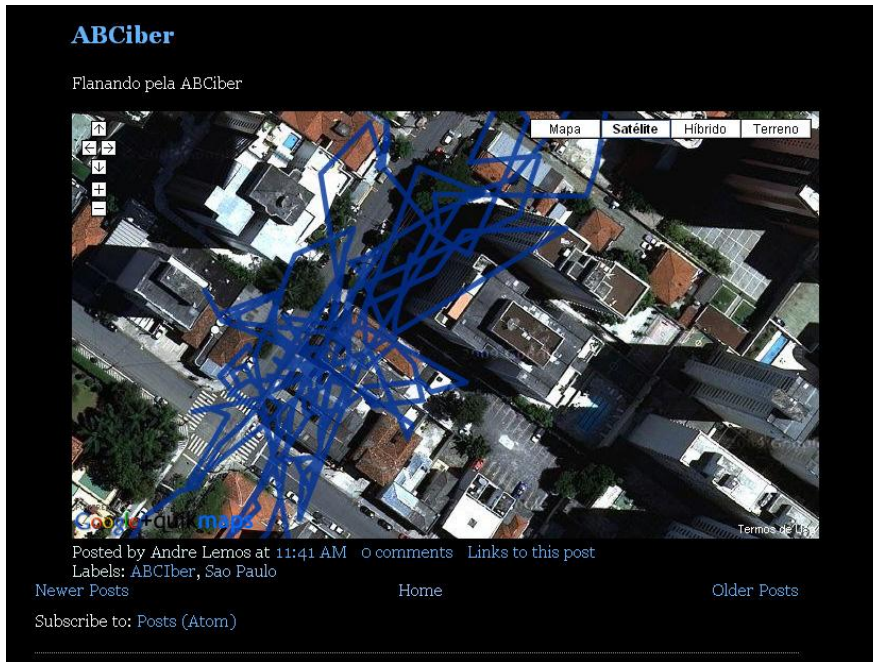 ABCiber
Flanando pela ABCiber
Mapa Satélite Híbrido Terreno
Google+quikmaps
Termos de Us
Posted by Andre Lemos at 11:41 AM 0 comments Links to this post
Labels: ABCIber, Sao Paulo
Newer Posts Home Older Posts
Subscribe to: Posts (Atom)